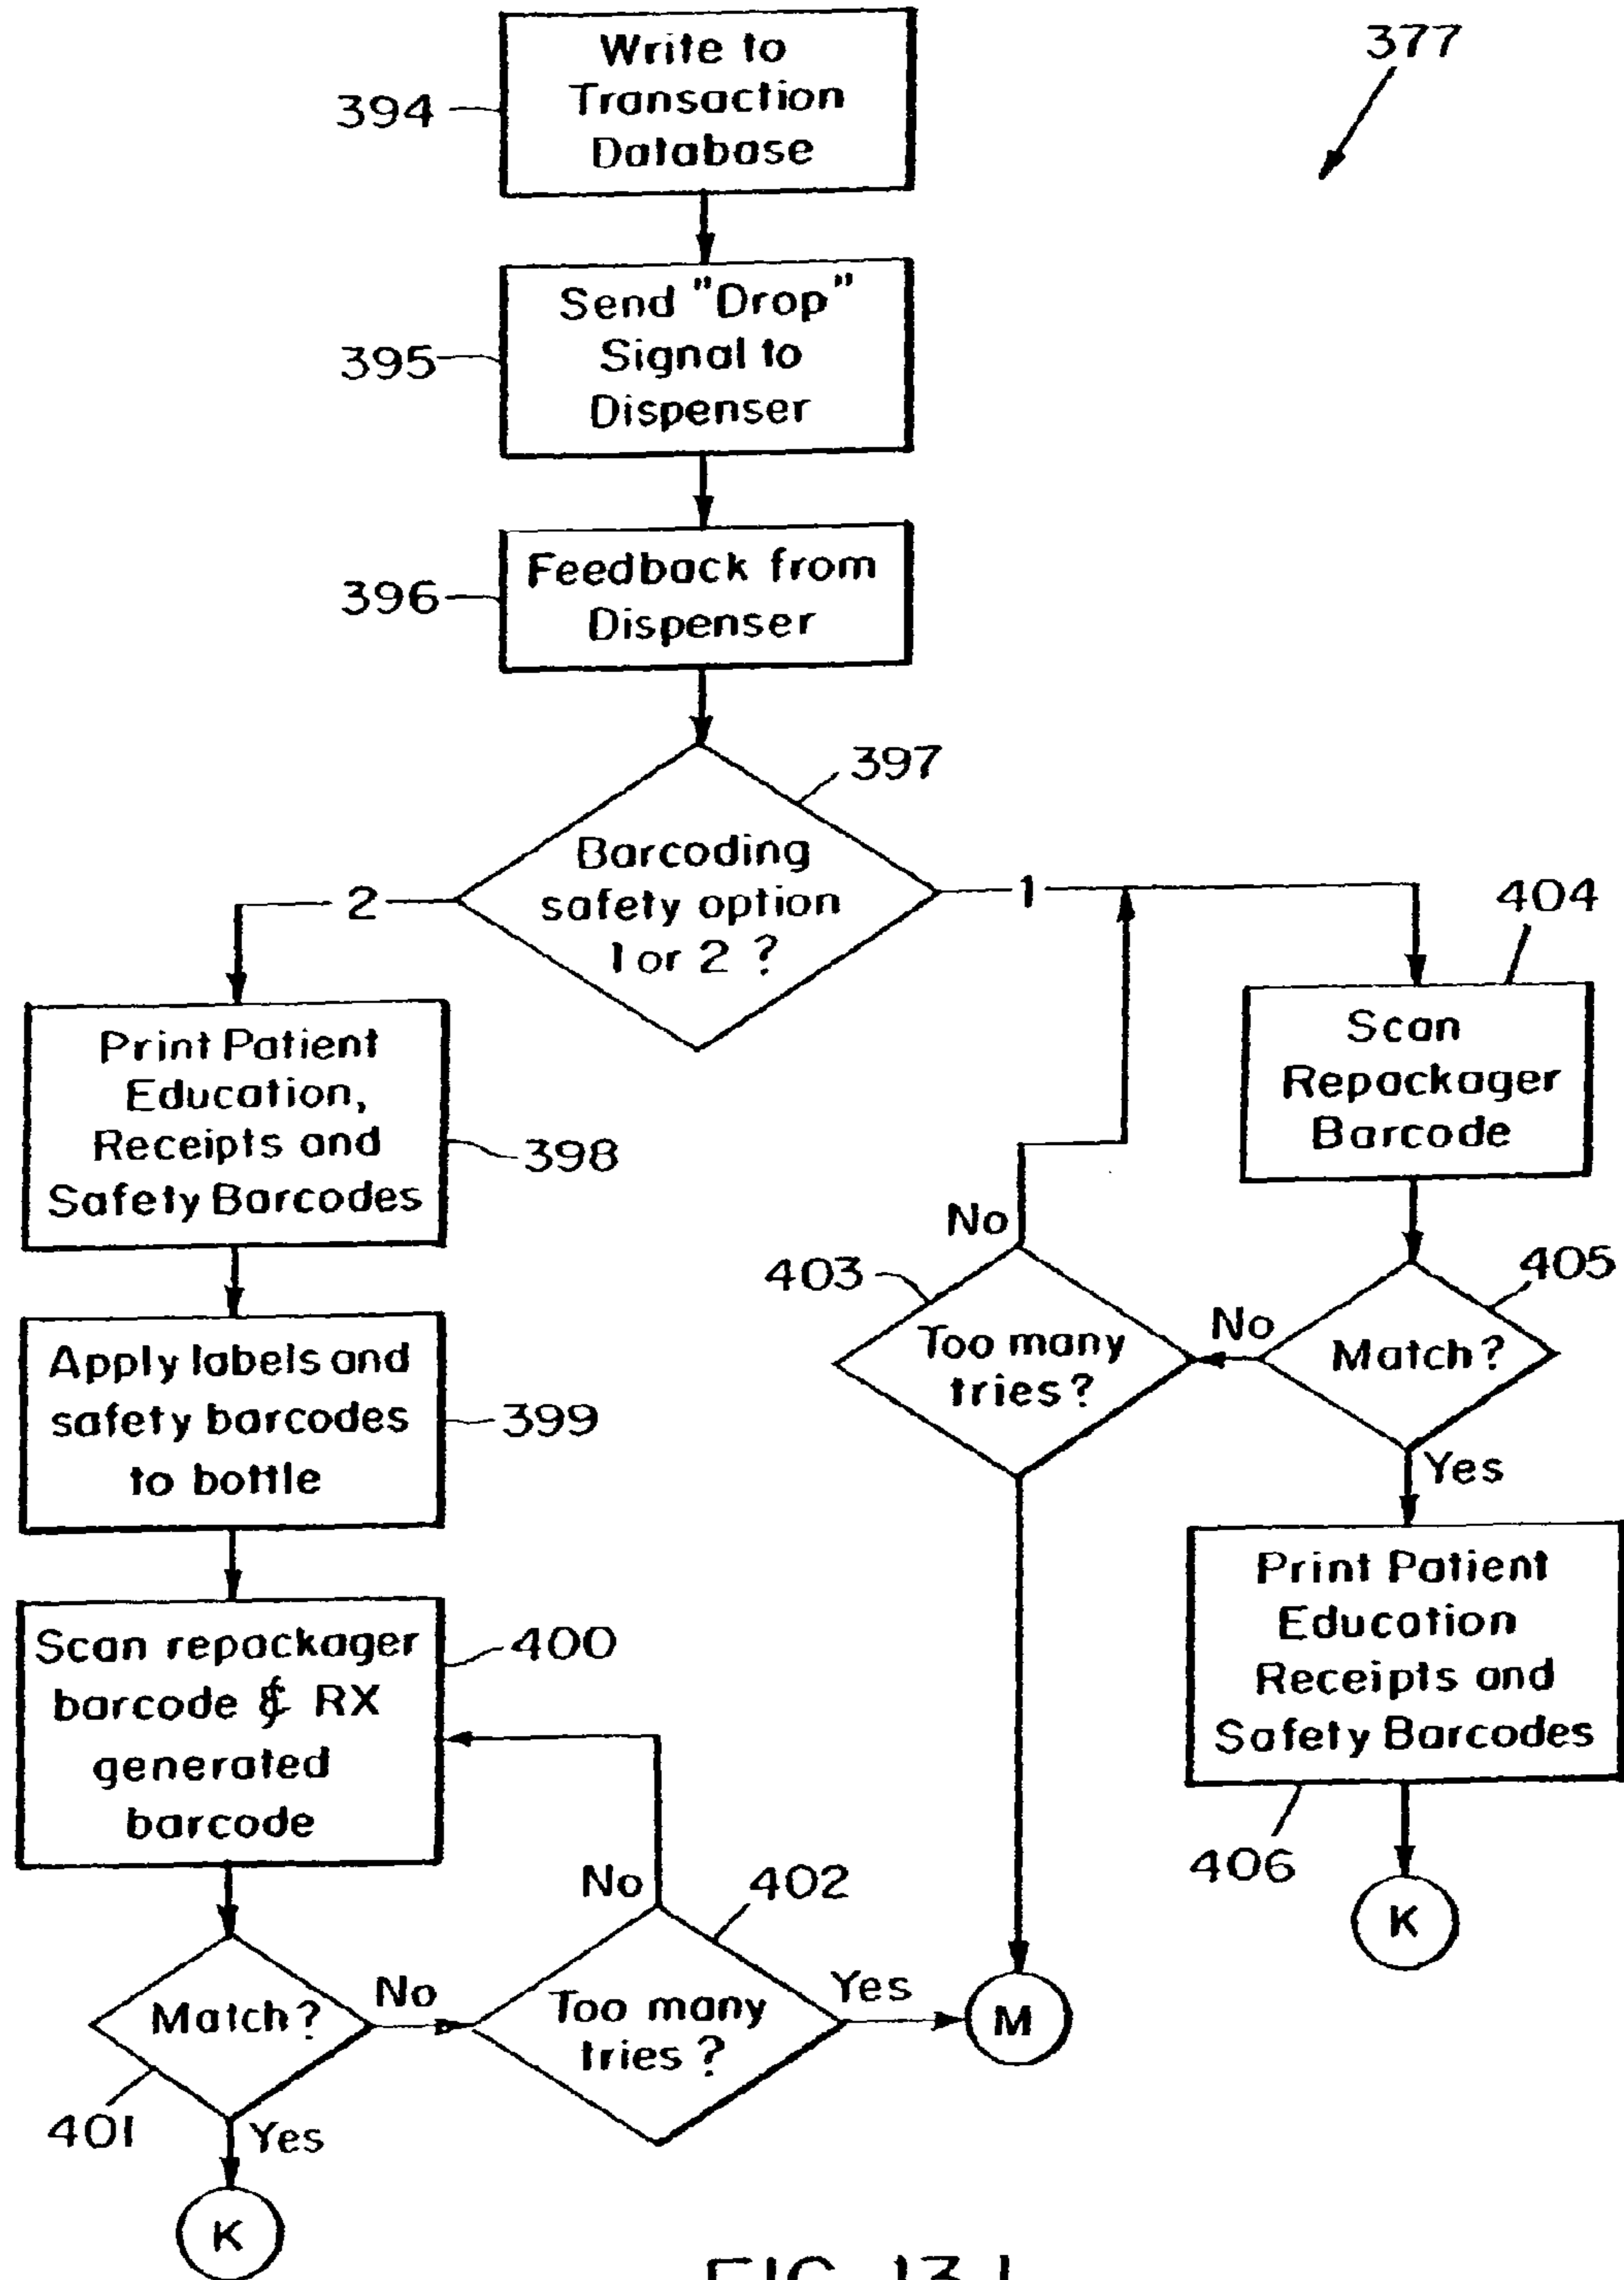 377
394
Write to
Transaction
Database
395
Send "Drop"
Signal to
Dispenser
396
Feedback from
Dispenser
397
Barcoding
safety option
1 or 2 ?
2
1
Print Patient
Education,
Receipts and
Safety Barcodes
398
404
Scan
Repackager
Barcode
No
403
Too many
tries?
No
405
Match?
Yes
Apply labels and
safety barcodes
to bottle
399
Print Patient
Education
Receipts and
Safety Barcodes
406
K
Scan repackager
barcode & RX
generated
barcode
400
No
402
Match?
401
No
Too many
tries?
Yes
M
Yes
K